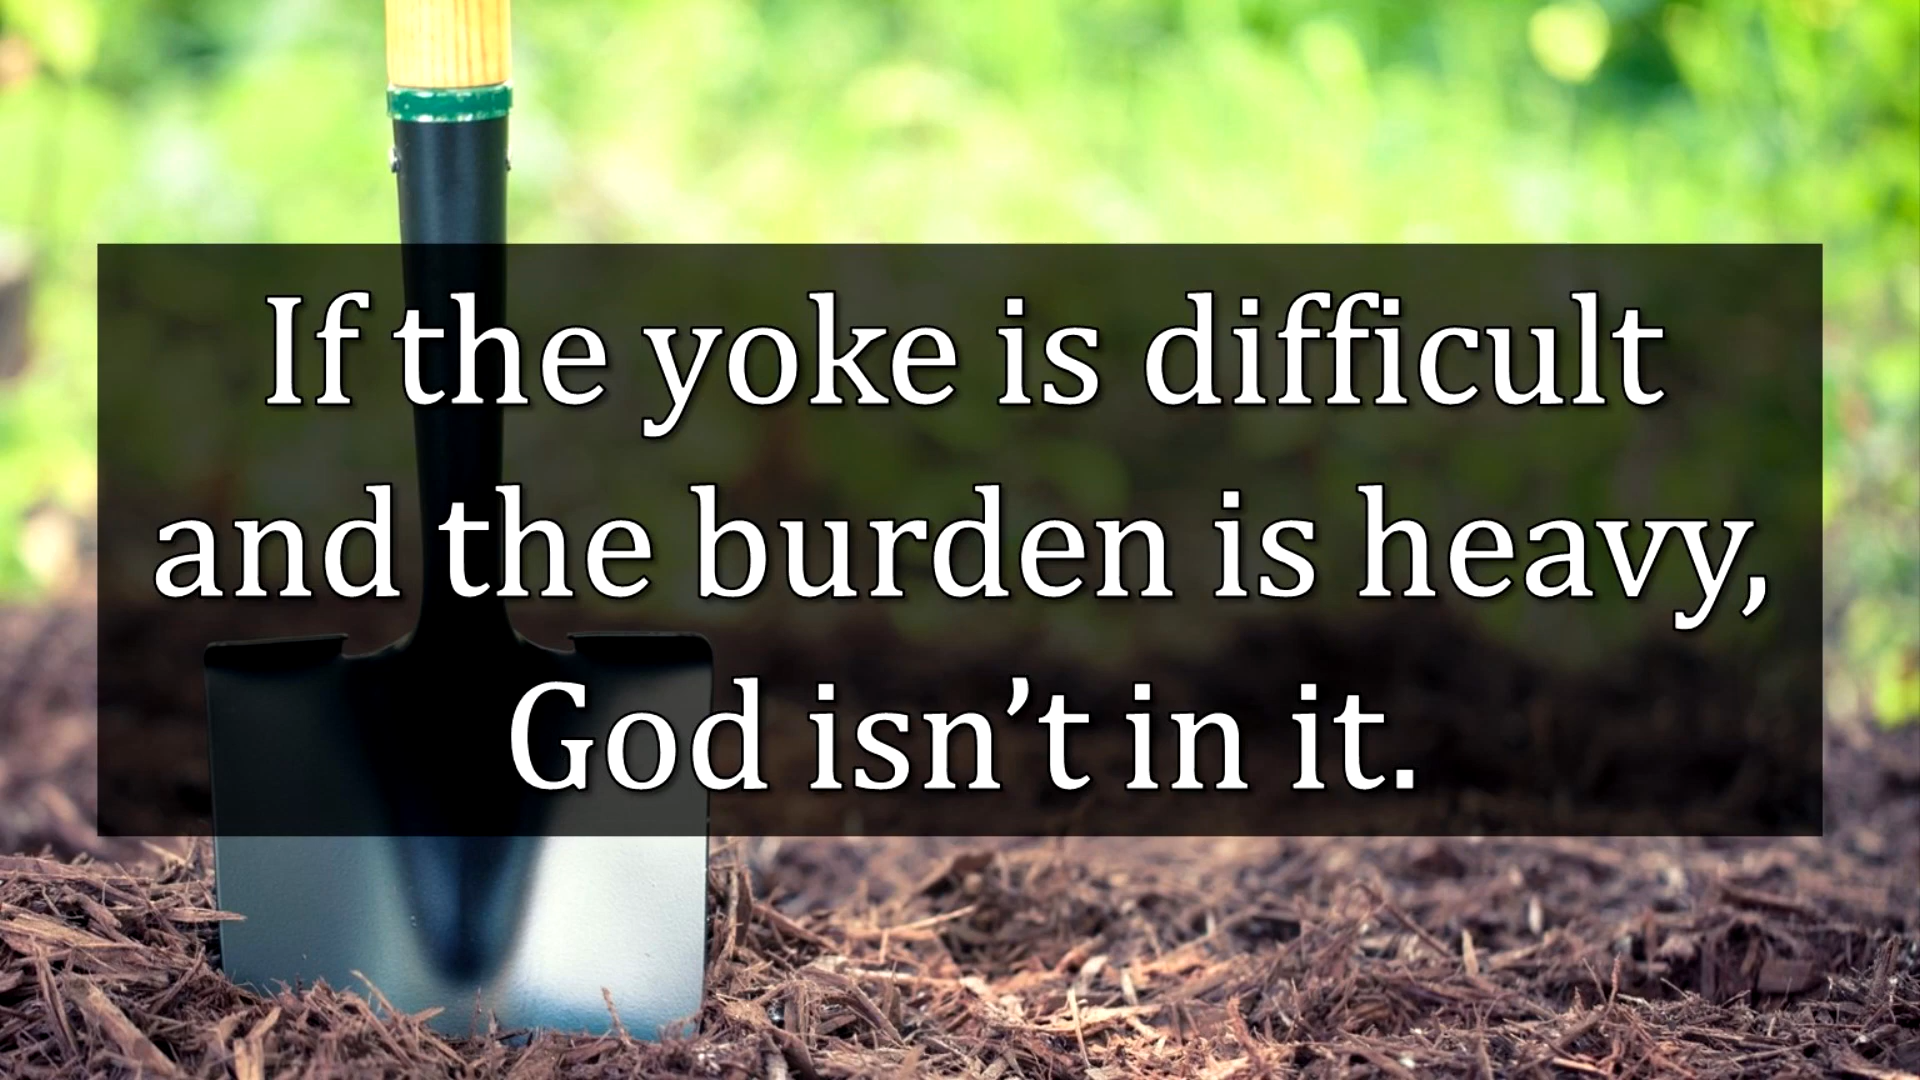 If the yoke is difficult
and the burden is heavy,
God isn’t in it.